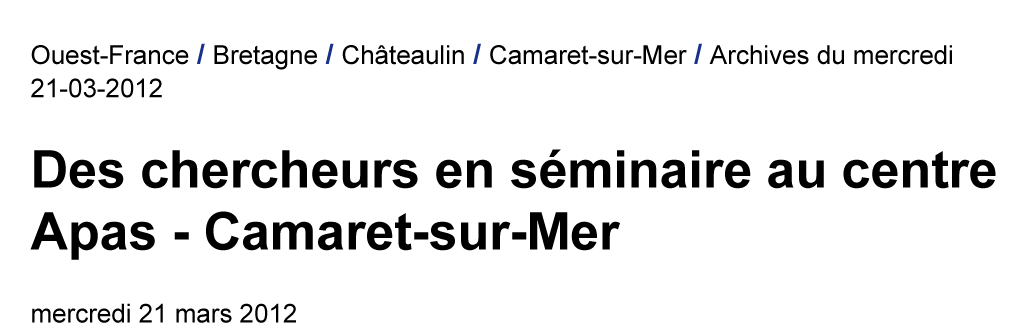 Ouest-France / Bretagne / Châteaulin / Camaret-sur-Mer / Archives du mercredi
21-03-2012
Des chercheurs en séminaire au centre
Apas - Camaret-sur-Mer
mercredi 21 mars 2012